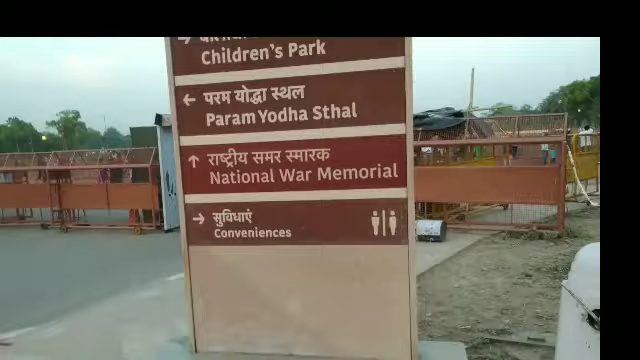 Children's Park
परम योद्धा स्थल
Param Yodha Sthal
राष्ट्रीय समर स्मारक
National War Memorial
सुविधाएं
Conveniences